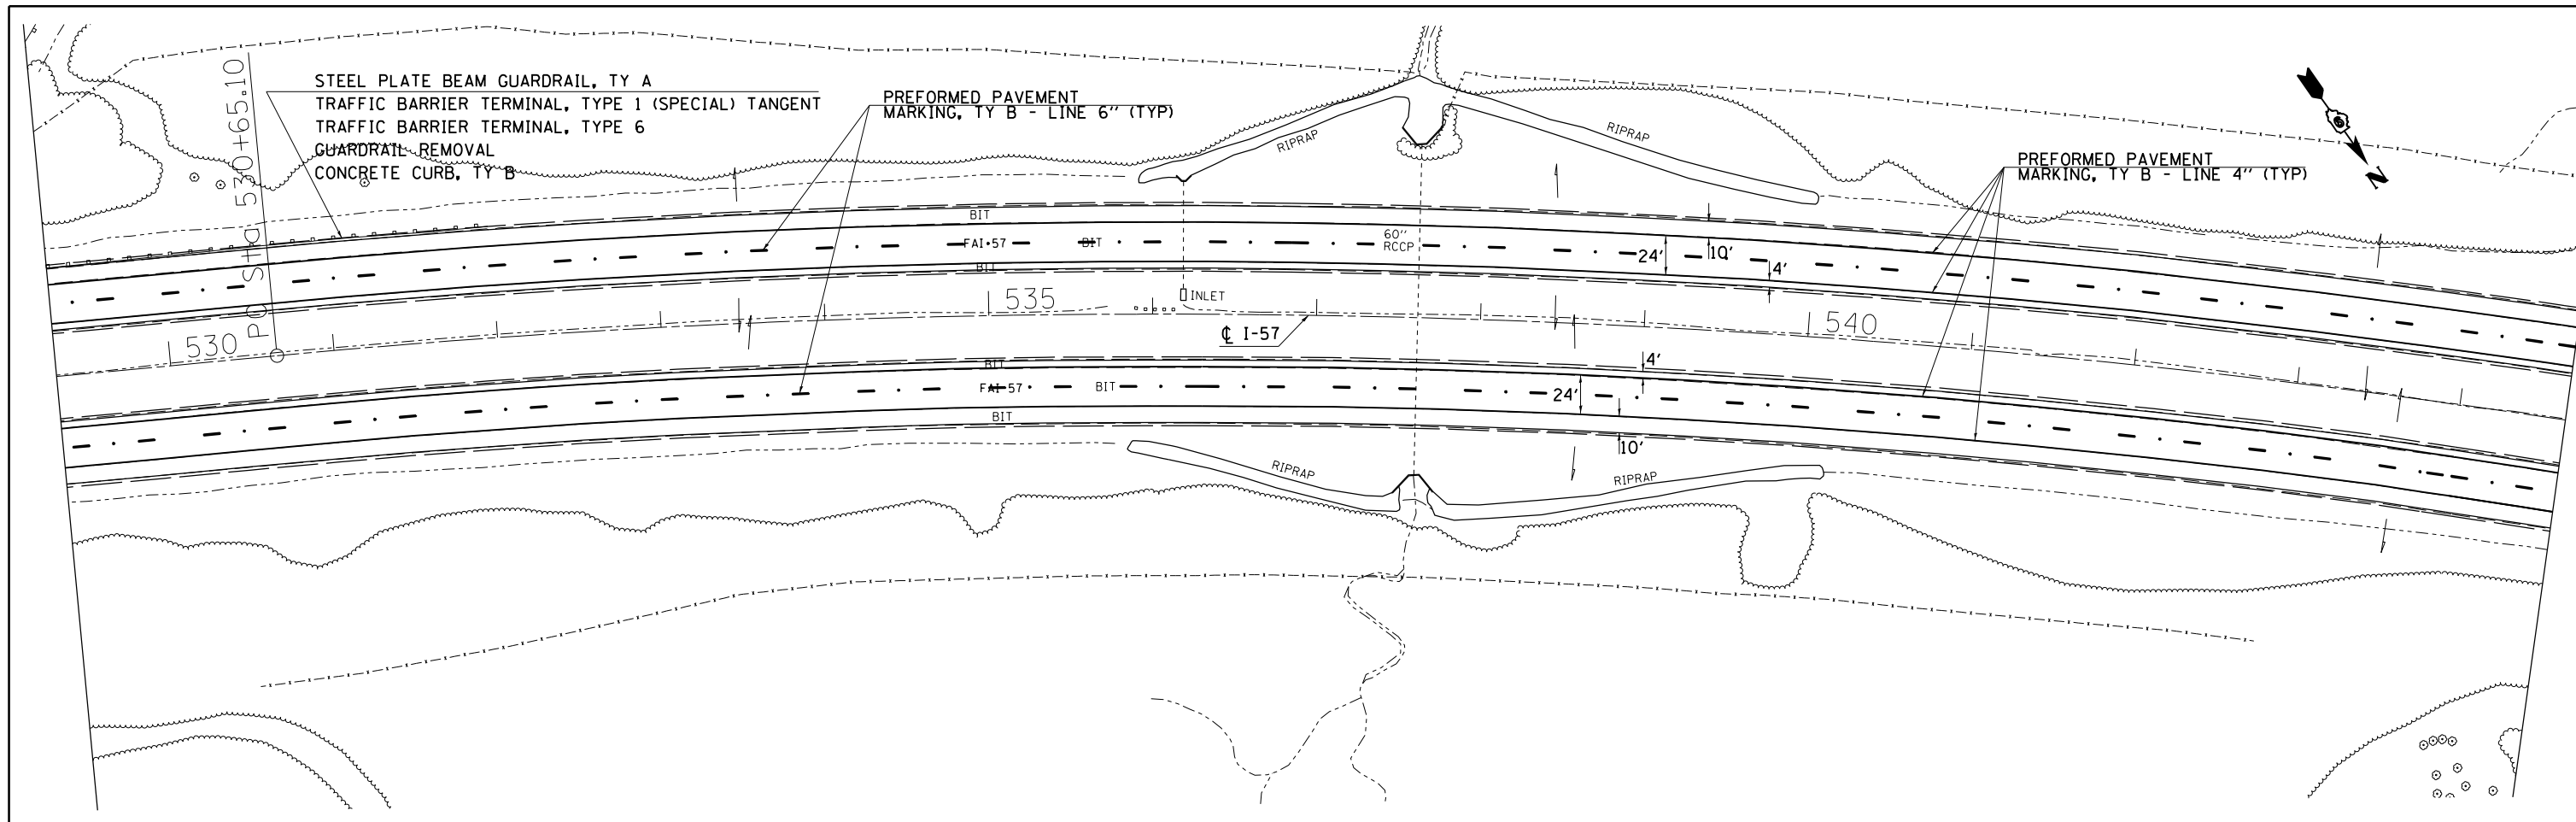 PC Sta 530+65.10
STEEL PLATE BEAM GUARDRAIL, TY A
TRAFFIC BARRIER TERMINAL, TYPE 1 (SPECIAL) TANGENT
TRAFFIC BARRIER TERMINAL, TYPE 6
GUARDRAIL REMOVAL
CONCRETE CURB, TY B
PREFORMED PAVEMENT
MARKING, TY B - LINE 6" (TYP)
RIPRAP
RIPRAP
PREFORMED PAVEMENT
MARKING, TY B - LINE 4" (TYP)
N
BIT
FAI-57
BIT
60"
RCCP
24'
10'
BIT
4'
INLET
530
535
540
℄ I-57
BIT
4'
FAI-57
BIT
24'
BIT
10'
RIPRAP
RIPRAP